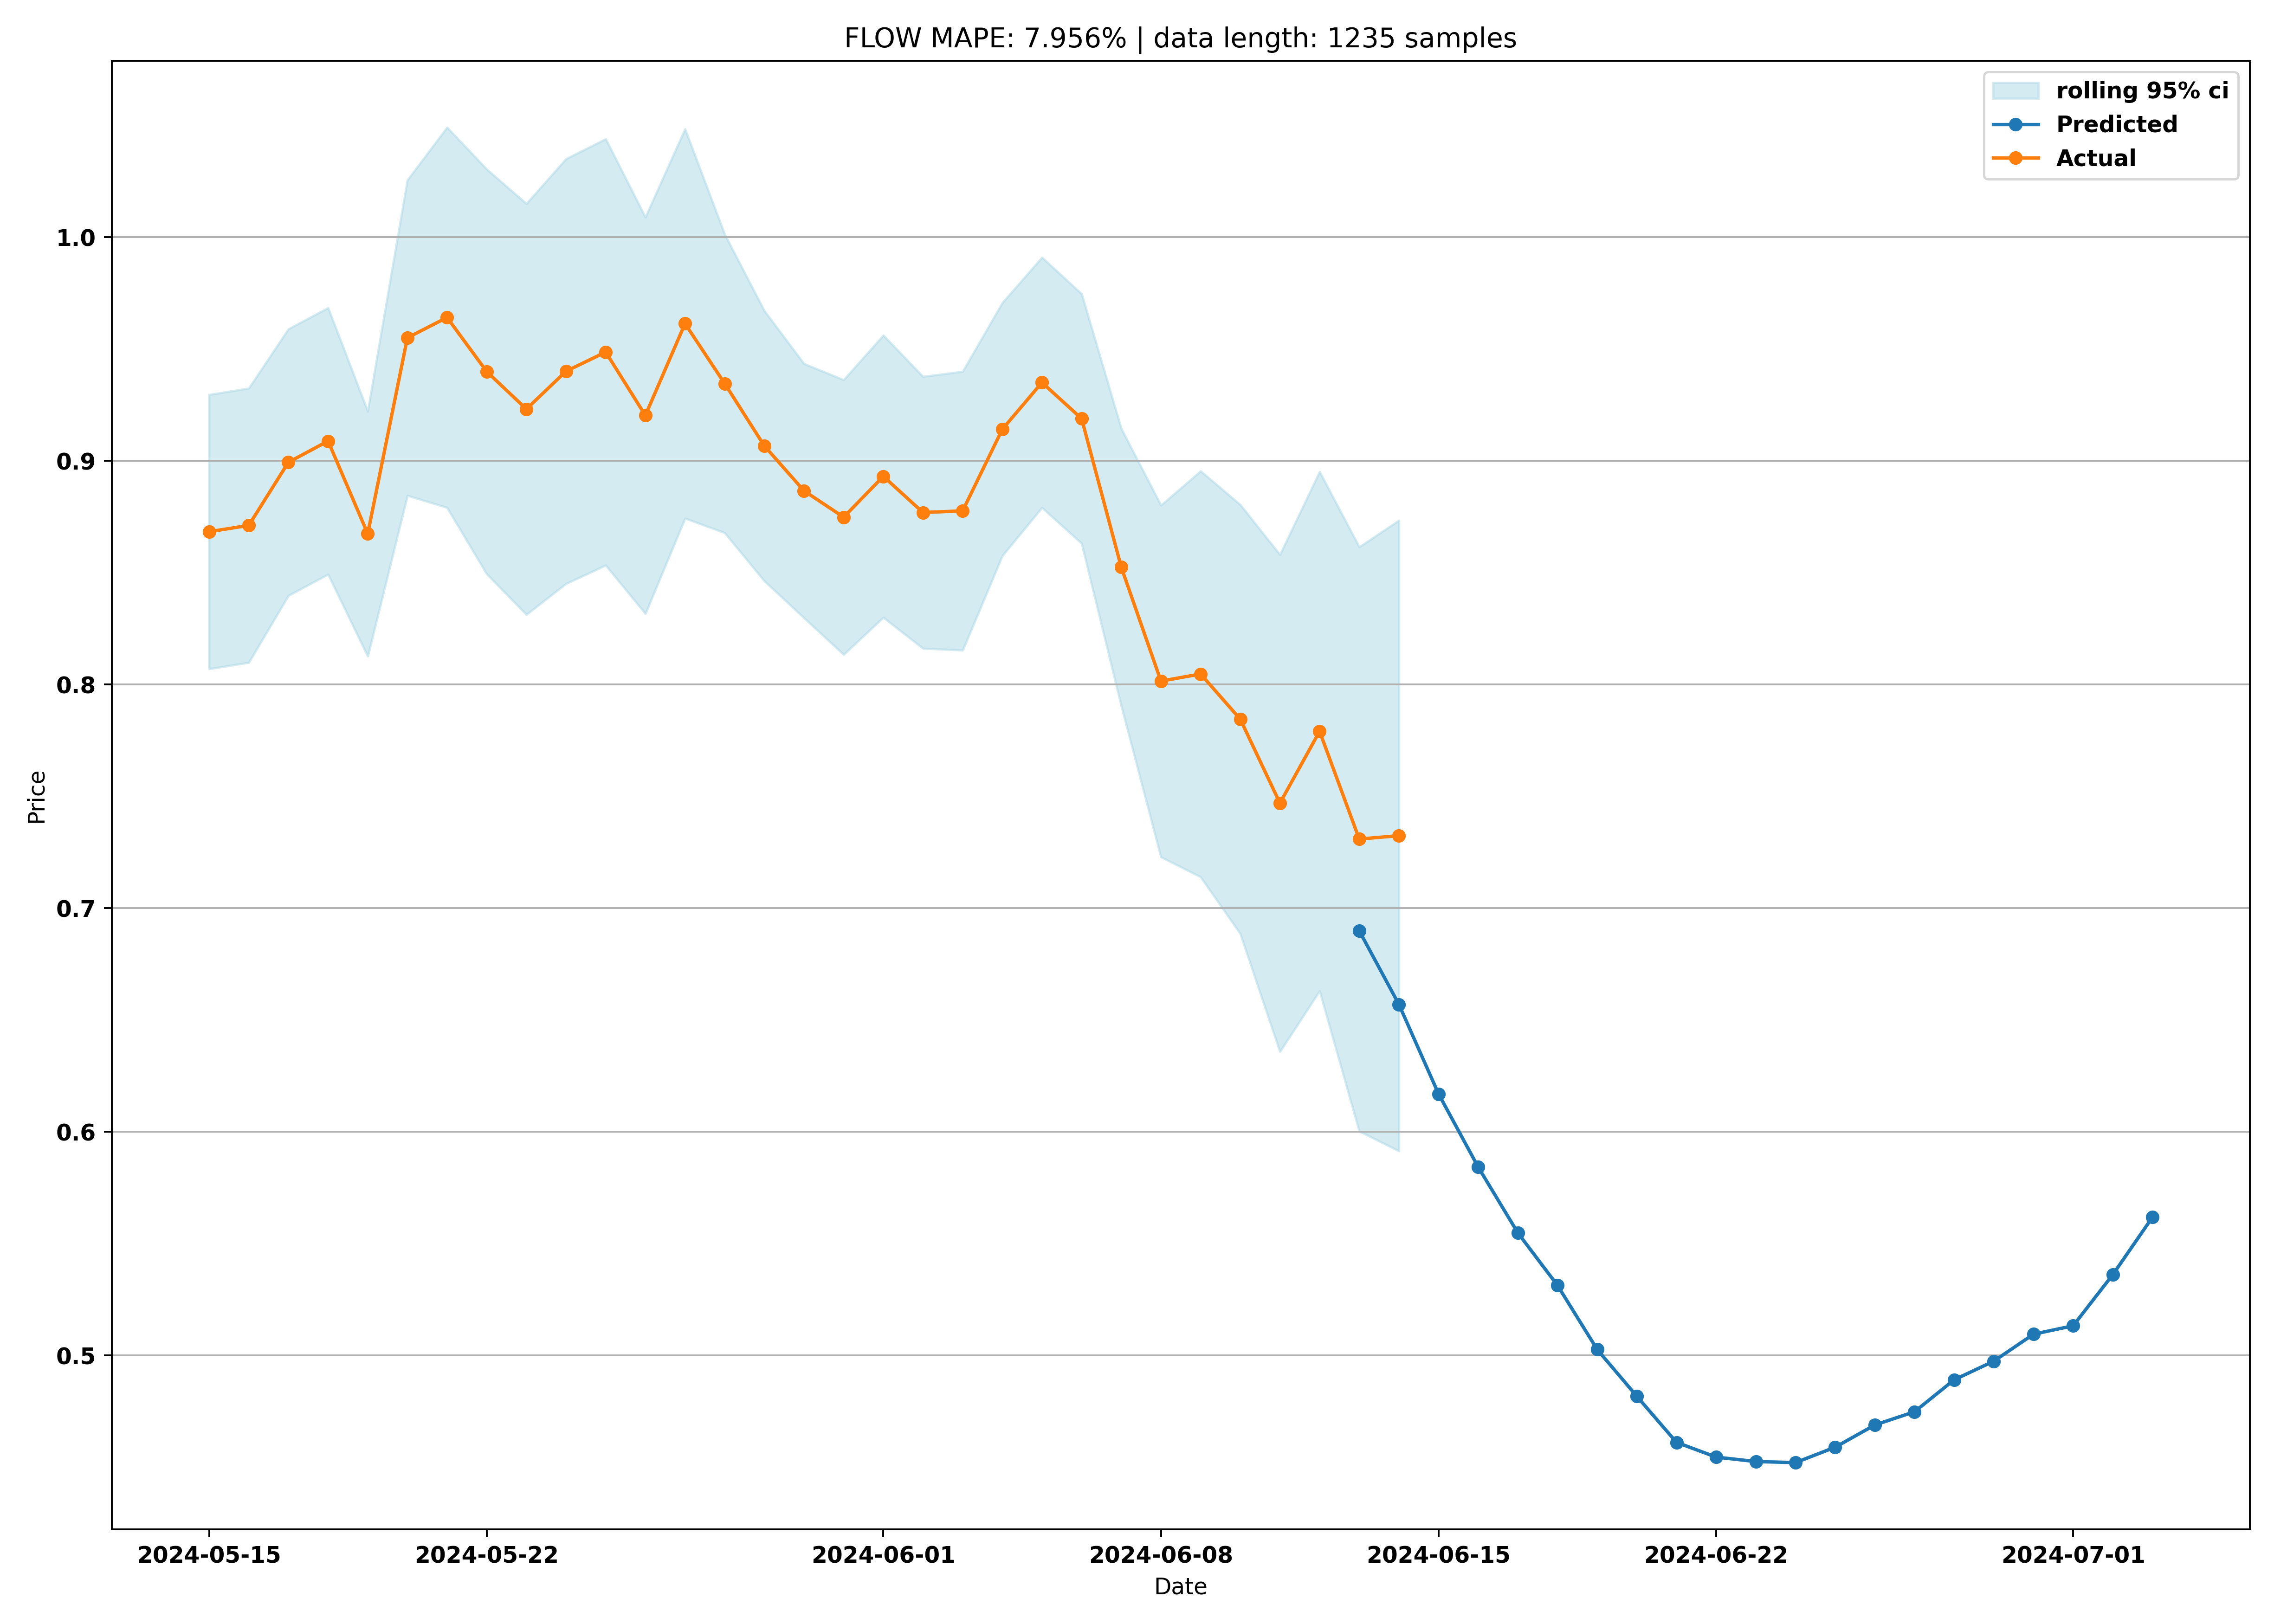 FLOW MAPE: 7.956% | data length: 1235 samples
rolling 95% ci
Predicted
Actual
1.0
0.9
0.8
0.7
0.6
0.5
Price
2024-05-15 2024-05-22 2024-06-01 2024-06-08 2024-06-15 2024-06-22 2024-07-01
Date